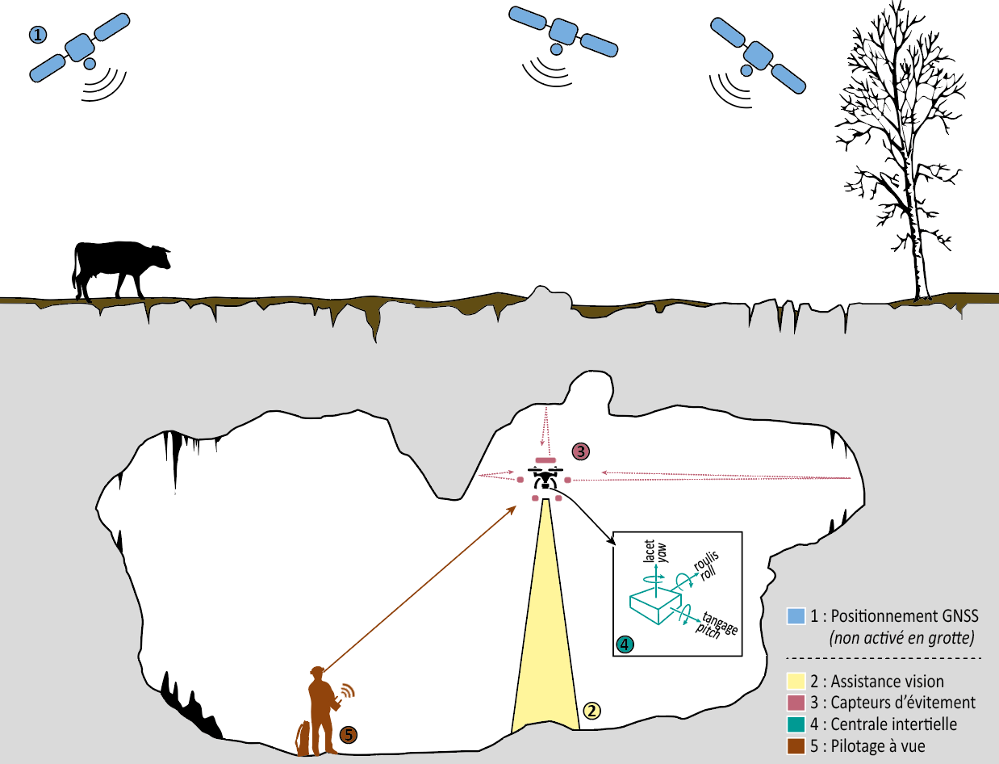 1
3
lacet
yaw
roulis
roll
tangage
pitch
4
2
5
1 : Positionnement GNSS
(non activé en grotte)
2 : Assistance vision
3 : Capteurs d'évitement
4 : Centrale intertielle
5 : Pilotage à vue